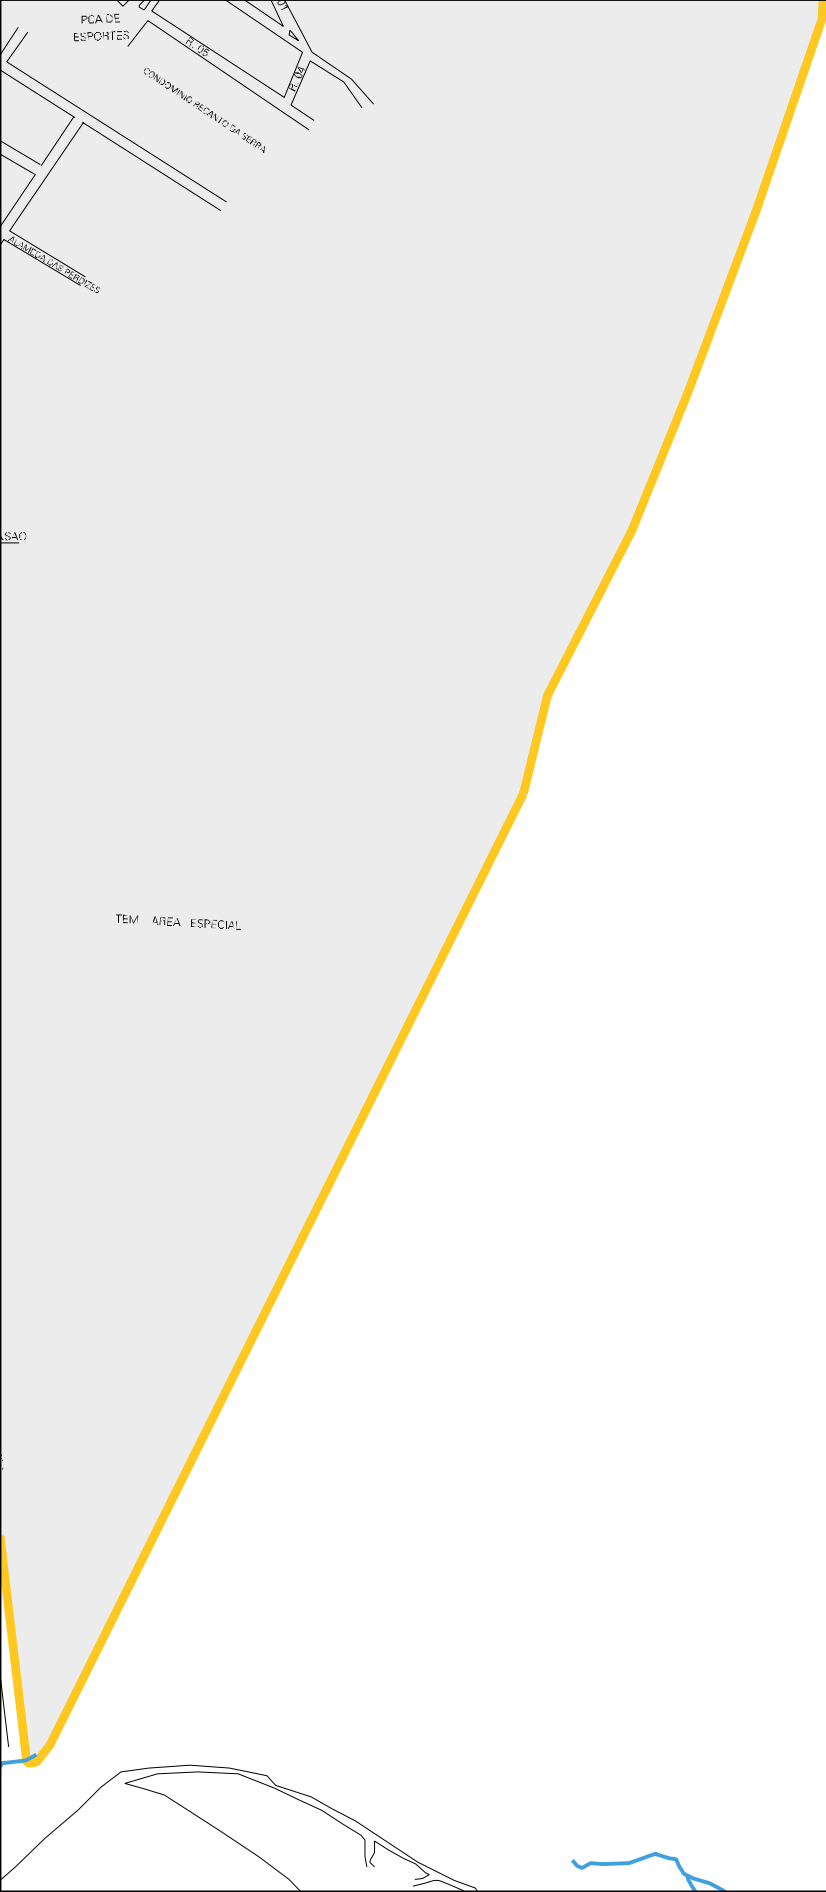 PCA DE
ESPORTES
R. 05
R. 04
CONDOMINIO RECANTO DA SERRA
ALAMEDA DAS PERDIZES
TEM AREA ESPECIAL